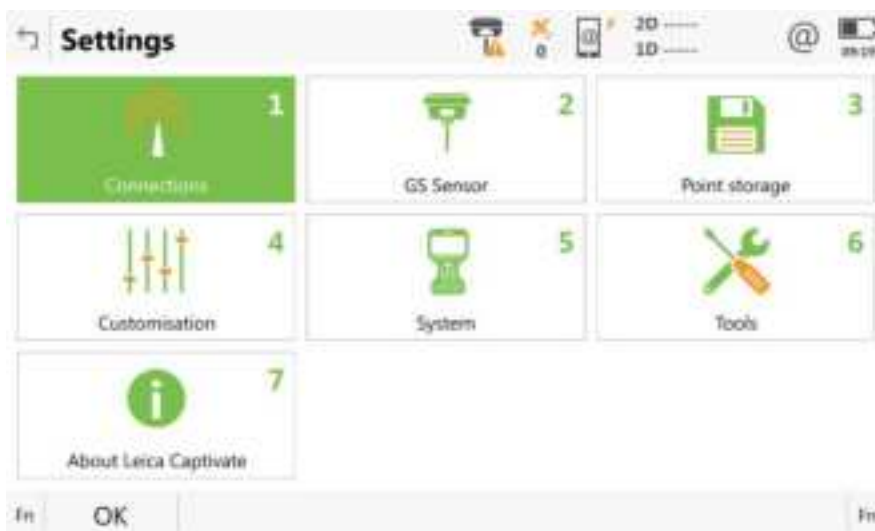 Settings
0
@
2D -----
1D -----
@
1
Connections
2
GS Sensor
3
Point storage
4
Customisation
5
System
6
Tools
7
i
About Leica Captivate
Fn
OK
Fn